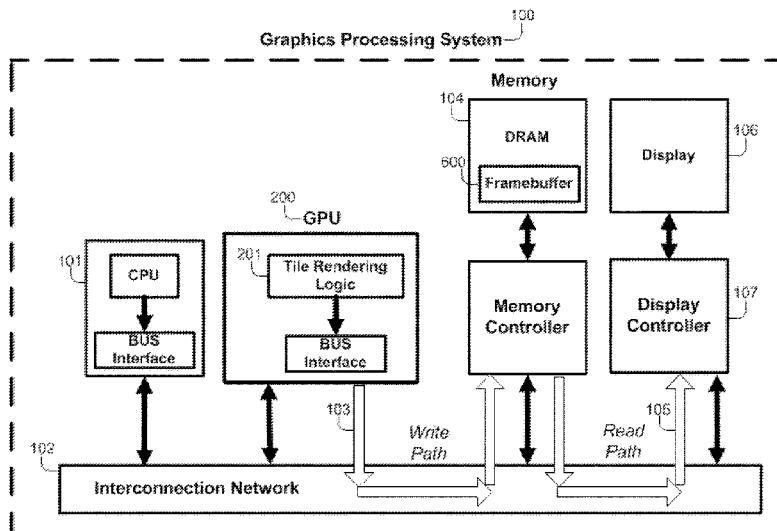 Graphics Processing System 100
Memory
104
DRAM
600
Framebuffer
Display
106
200
GPU
101
CPU
BUS
Interface
201
Tile Rendering
Logic
BUS
Interface
Memory
Controller
Display
Controller
107
103
Write
Path
105
Read
Path
102
Interconnection Network